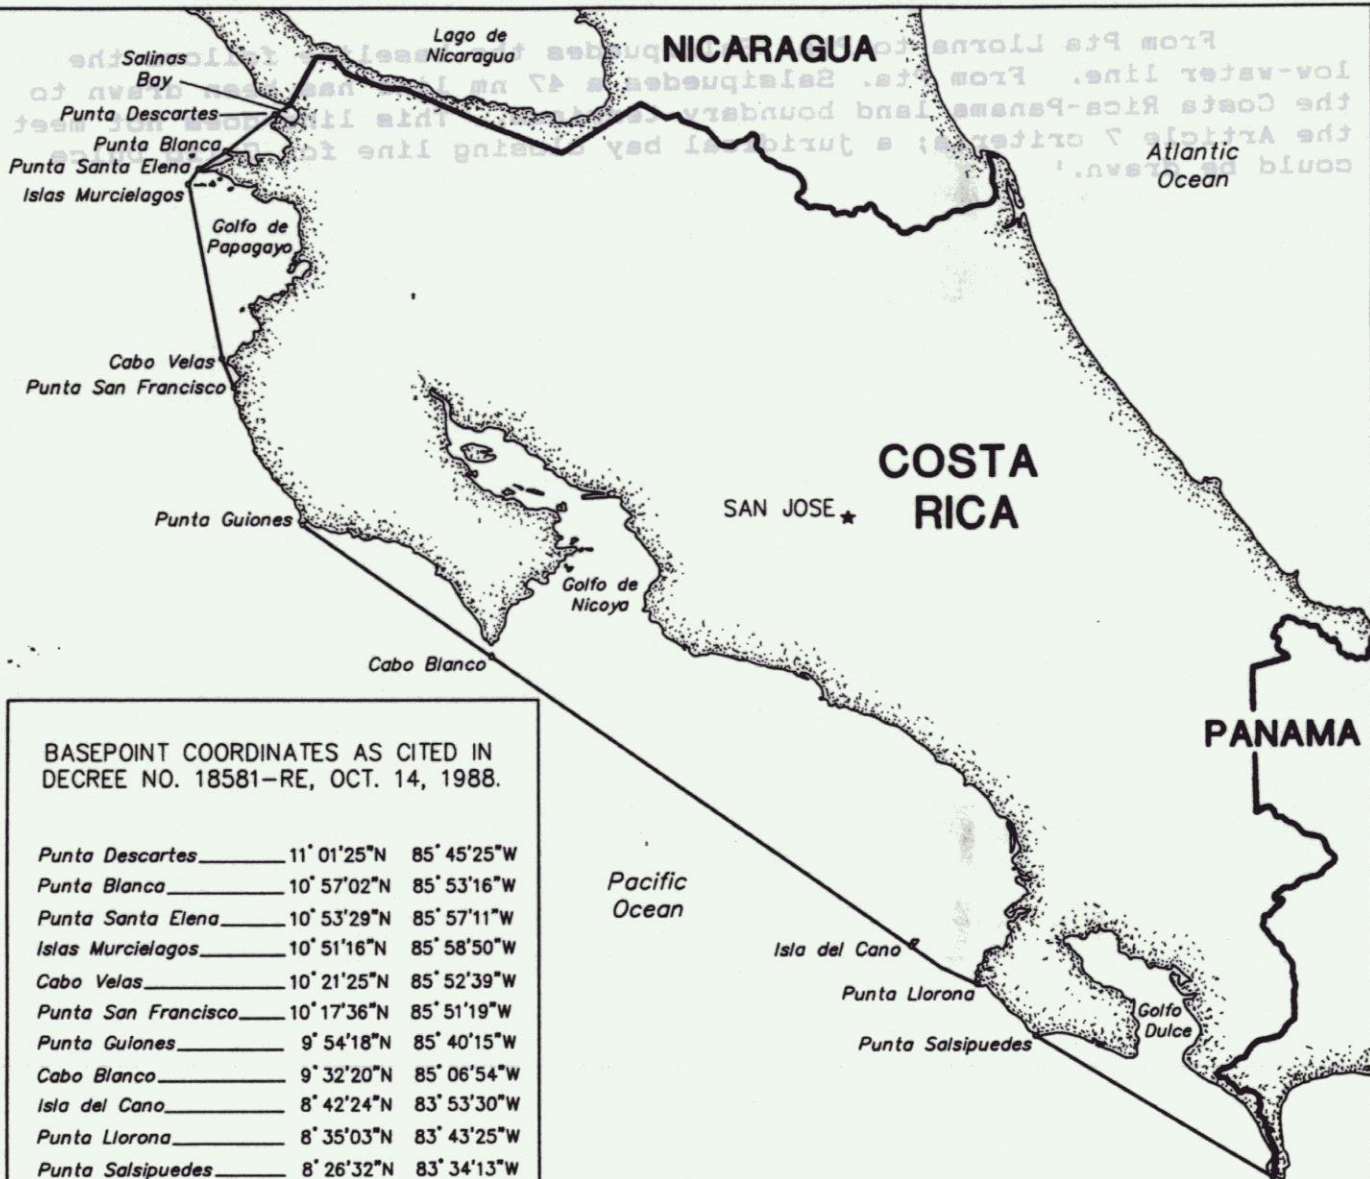 NICARAGUA
Lago de
Nicaragua
Salinas
Bay
Punta Descartes
Punta Blanca
Punta Santa Elena
Islas Murcielagos
Atlantic
Ocean
Golfo de
Papagayo
Cabo Velas
Punta San Francisco
COSTA
RICA
SAN JOSE
Punta Guiones
Golfo de
Nicoya
Cabo Blanco
PANAMA
Pacific
Ocean
Isla del Cano
Punta Llorona
Golfo
Dulce
Punta Salsipuedes
BASEPOINT COORDINATES AS CITED IN
DECREE NO. 18581-RE, OCT. 14, 1988.
Punta Descartes 11°01'25"N 85°45'25"W
Punta Blanca 10°57'02"N 85°53'16"W
Punta Santa Elena 10°53'29"N 85°57'11"W
Islas Murcielagos 10°51'16"N 85°58'50"W
Cabo Velas 10°21'25"N 85°52'39"W
Punta San Francisco 10°17'36"N 85°51'19"W
Punta Guiones 9°54'18"N 85°40'15"W
Cabo Blanco 9°32'20"N 85°06'54"W
Isla del Cano 8°42'24"N 83°53'30"W
Punta Llorona 8°35'03"N 83°43'25"W
Punta Salsipuedes 8°26'32"N 83°34'13"W